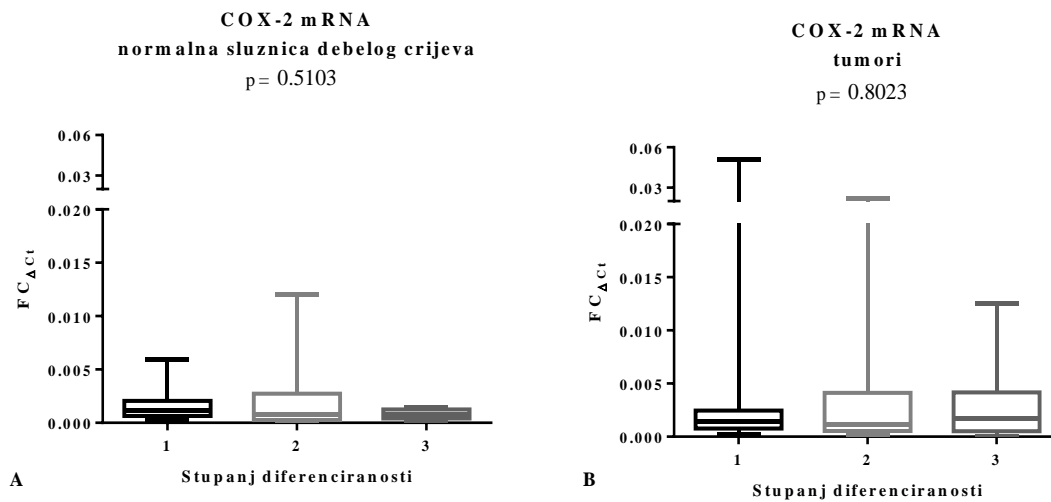 COX-2 mRNA
normalna sluznica debelog crijeva
p = 0.5103
0.06
0.03
0.020
0.015
0.010
0.005
0.000
FC ΔCt
1 2 3
Stupanj diferenciranosti
A
COX-2 mRNA
tumori
p = 0.8023
0.06
0.03
0.020
0.015
0.010
0.005
0.000
FC ΔCt
1 2 3
Stupanj diferenciranosti
B